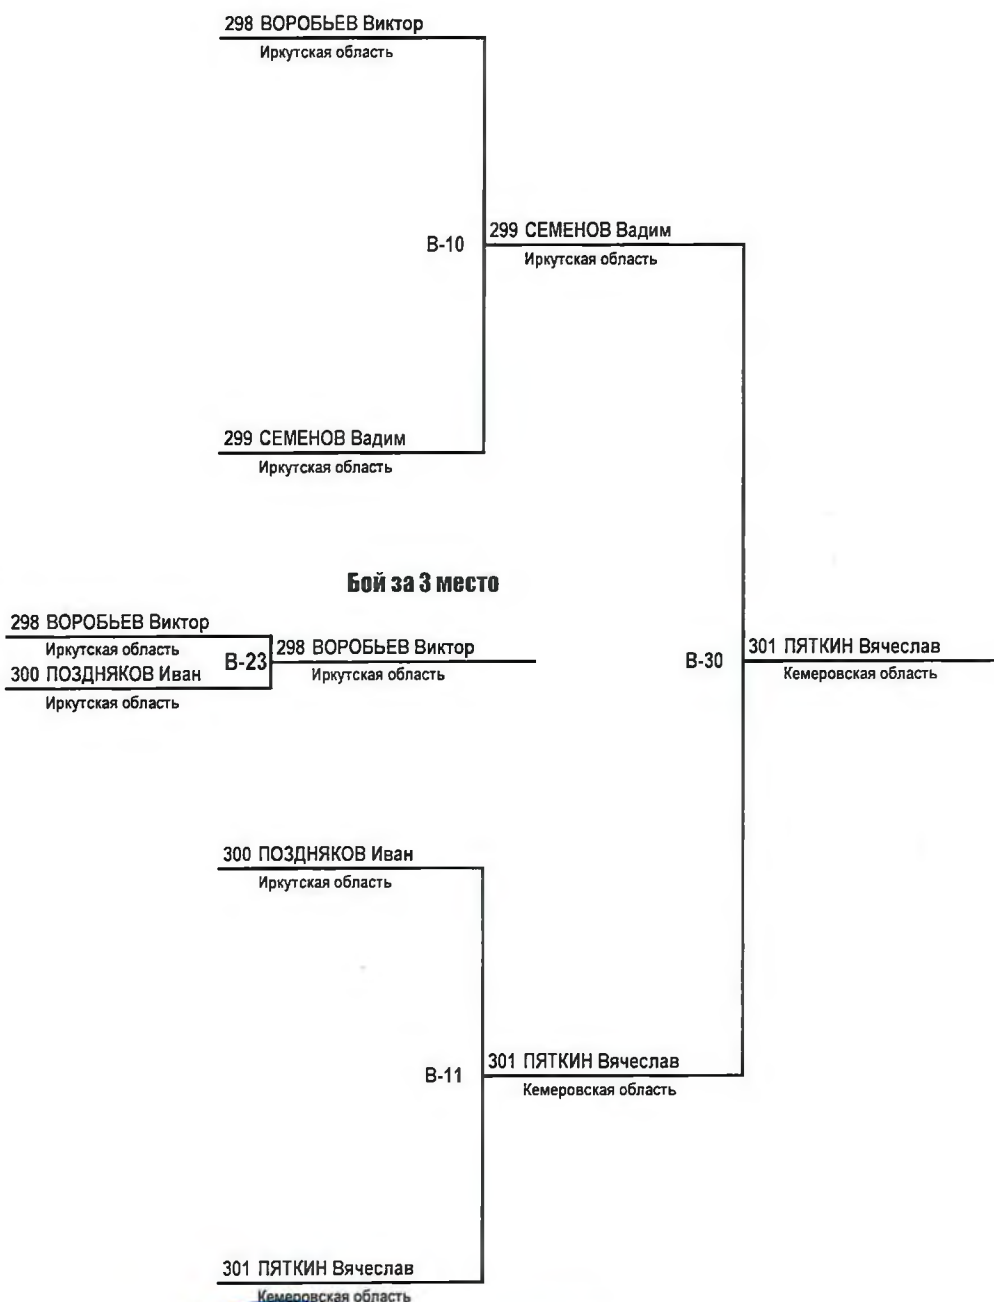 298 ВОРОБЬЕВ Виктор
Иркутская область
299 СЕМЕНОВ Вадим
В-10
Иркутская область
299 СЕМЕНОВ Вадим
Иркутская область
Бой за 3 место
298 ВОРОБЬЕВ Виктор
Иркутская область
300 ПОЗДНЯКОВ Иван
Иркутская область
В-23
298 ВОРОБЬЕВ Виктор
Иркутская область
В-30
301 ПЯТКИН Вячеслав
Кемеровская область
300 ПОЗДНЯКОВ Иван
Иркутская область
301 ПЯТКИН Вячеслав
В-11
Кемеровская область
301 ПЯТКИН Вячеслав
Кемеровская область